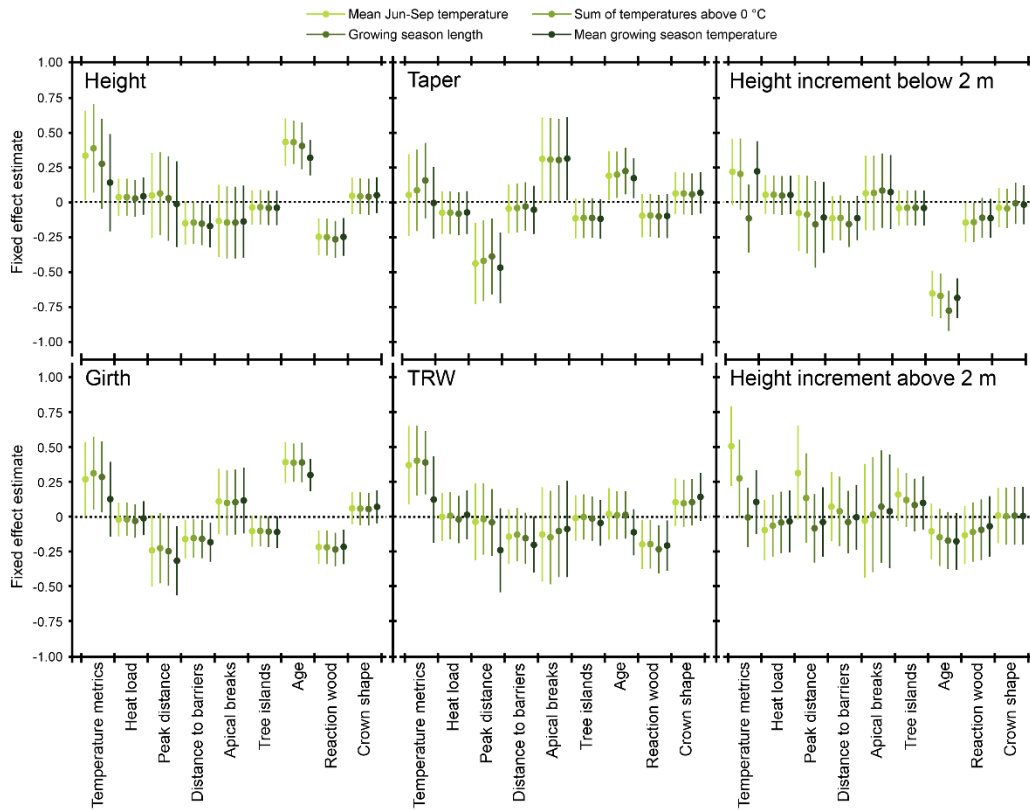 Mean Jun-Sep temperature
Sum of temperatures above 0 °C
Growing season length
Mean growing season temperature
Fixed effect estimate
1.00
0.75
0.50
0.25
0
-0.25
-0.50
-0.75
-1.00
Height
Taper
Height increment below 2 m
Fixed effect estimate
1.00
0.75
0.50
0.25
0
-0.25
-0.50
-0.75
-1.00
Girth
TRW
Height increment above 2 m
Temperature metrics
Heat load
Peak distance
Distance to barriers
Apical breaks
Tree islands
Age
Reaction wood
Crown shape
Temperature metrics
Heat load
Peak distance
Distance to barriers
Apical breaks
Tree islands
Age
Reaction wood
Crown shape
Temperature metrics
Heat load
Peak distance
Distance to barriers
Apical breaks
Tree islands
Age
Reaction wood
Crown shape